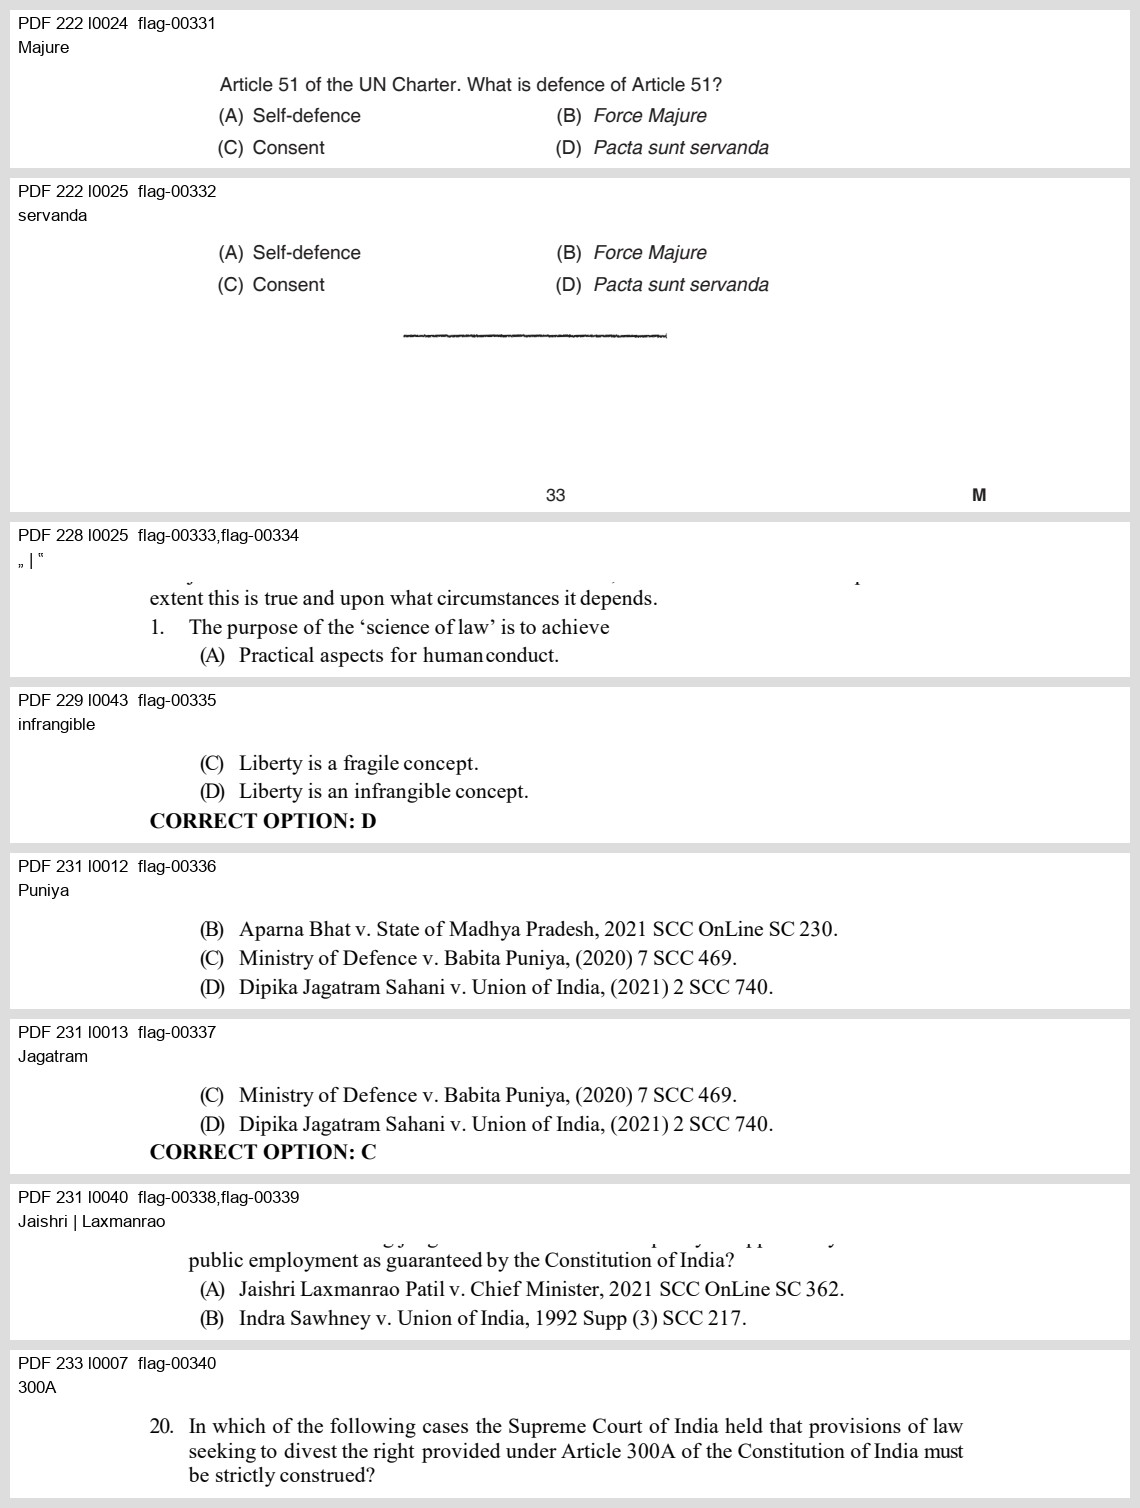 PDF 222 l0024 flag-00331
Majure
Article 51 of the UN Charter. What is defence of Article 51?
(A) Self-defence (B) Force Majure
(C) Consent (D) Pacta sunt servanda
PDF 222 l0025 flag-00332
servanda
(A) Self-defence (B) Force Majure
(C) Consent (D) Pacta sunt servanda
33 M
PDF 228 l0025 flag-00333,flag-00334
„ | ‟
extent this is true and upon what circumstances it depends.
1. The purpose of the ‘science of law’ is to achieve
(A) Practical aspects for human conduct.
PDF 229 l0043 flag-00335
infrangible
(C) Liberty is a fragile concept.
(D) Liberty is an infrangible concept.
CORRECT OPTION: D
PDF 231 l0012 flag-00336
Puniya
(B) Aparna Bhat v. State of Madhya Pradesh, 2021 SCC OnLine SC 230.
(C) Ministry of Defence v. Babita Puniya, (2020) 7 SCC 469.
(D) Dipika Jagatram Sahani v. Union of India, (2021) 2 SCC 740.
PDF 231 l0013 flag-00337
Jagatram
(C) Ministry of Defence v. Babita Puniya, (2020) 7 SCC 469.
(D) Dipika Jagatram Sahani v. Union of India, (2021) 2 SCC 740.
CORRECT OPTION: C
PDF 231 l0040 flag-00338,flag-00339
Jaishri | Laxmanrao
public employment as guaranteed by the Constitution of India?
(A) Jaishri Laxmanrao Patil v. Chief Minister, 2021 SCC OnLine SC 362.
(B) Indra Sawhney v. Union of India, 1992 Supp (3) SCC 217.
PDF 233 l0007 flag-00340
300A
20. In which of the following cases the Supreme Court of India held that provisions of law
seeking to divest the right provided under Article 300A of the Constitution of India must
be strictly construed?